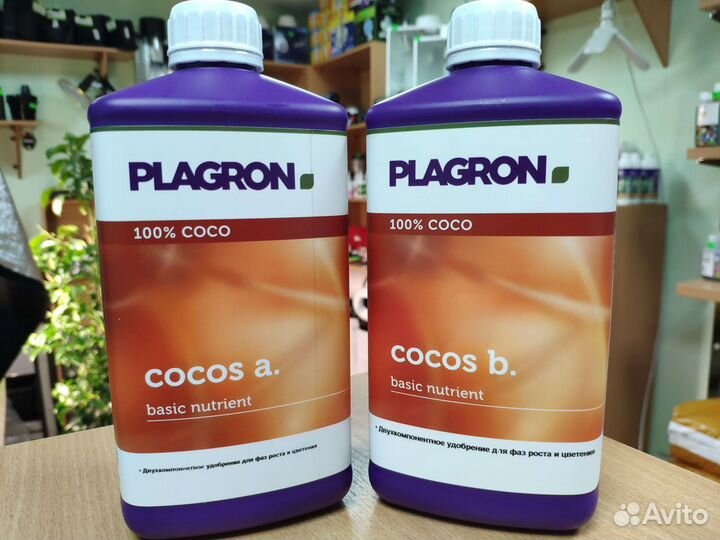 PLAGRON
100% COCO
cocos a.
basic nutrient
• Двухкомпонентное удобрение для фаз роста и цветения
PLAGRON
100% COCO
cocos b.
basic nutrient
• Двухкомпонентное удобрение для фаз роста и цветения
Avito